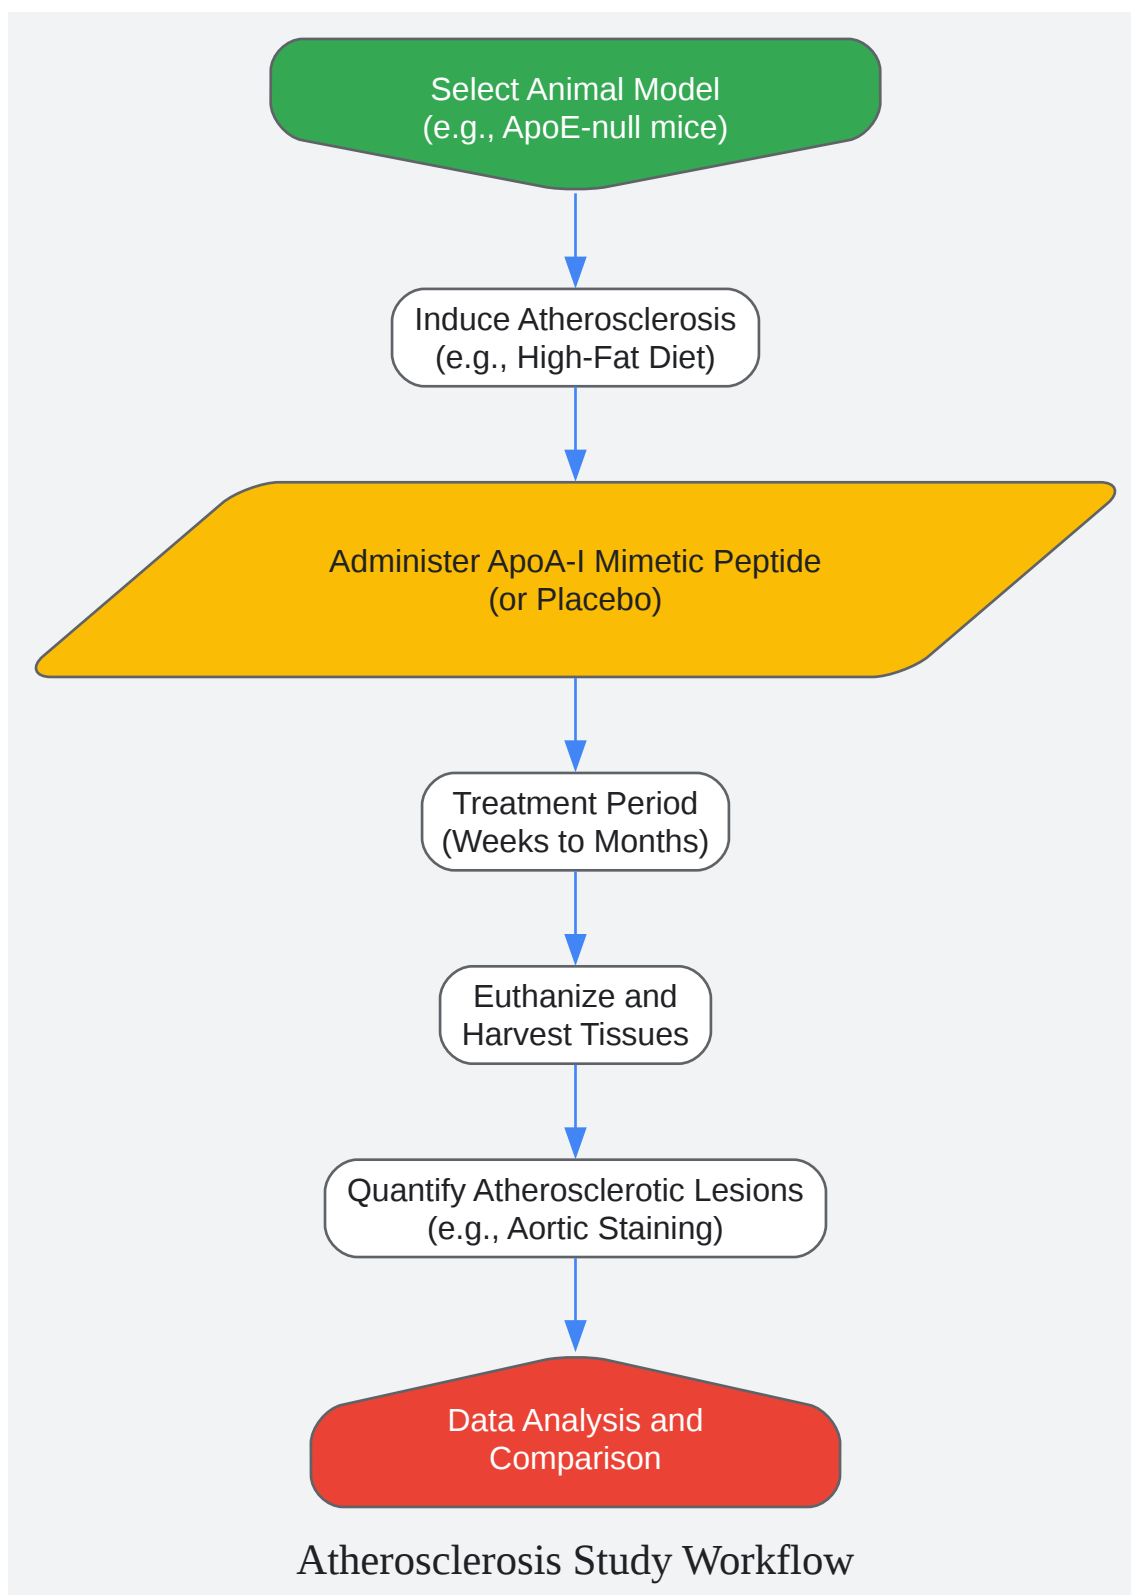 Select Animal Model
(e.g., ApoE-null mice)
Induce Atherosclerosis
(e.g., High-Fat Diet)
Administer ApoA-I Mimetic Peptide
(or Placebo)
Treatment Period
(Weeks to Months)
Euthanize and
Harvest Tissues
Quantify Atherosclerotic Lesions
(e.g., Aortic Staining)
Data Analysis and
Comparison
Atherosclerosis Study Workflow